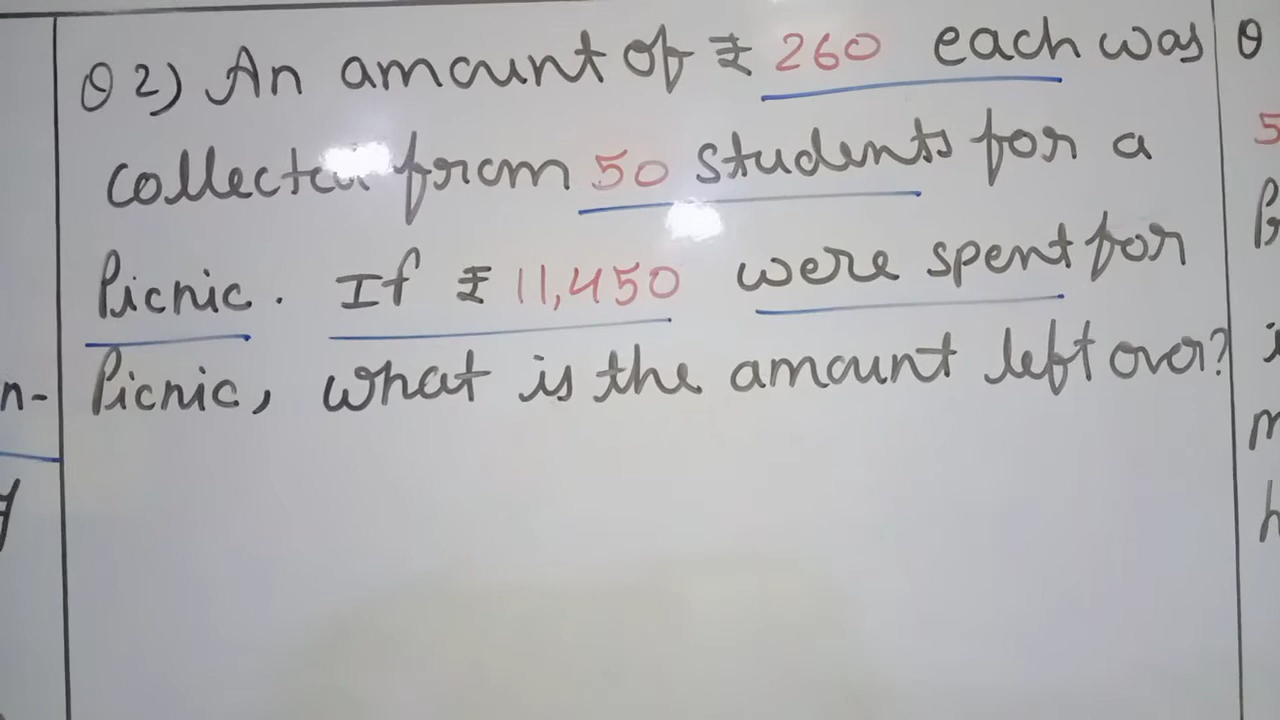 Q 2) An amount of ₹ 260 each was
from 50 students for a
Picnic. If ₹ 11,450 were spent for
Picnic, what is the amount left over?